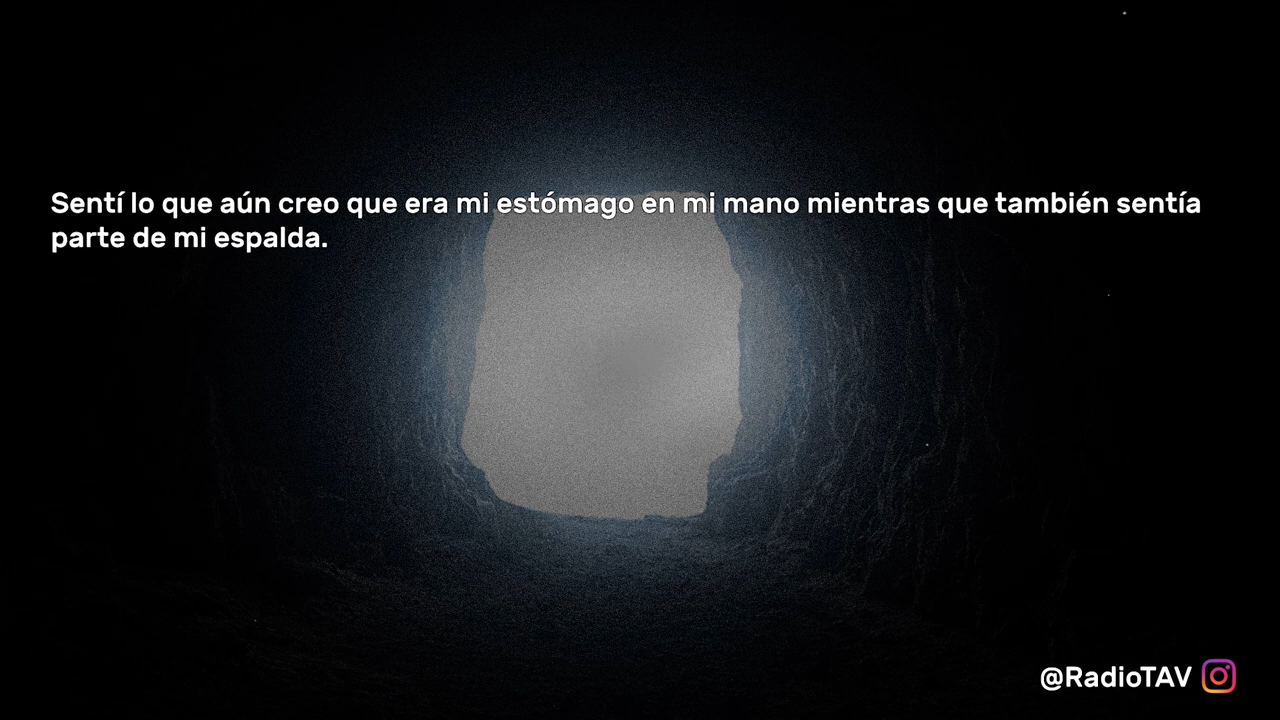 Sentí lo que aún creo que era mi estómago en mi mano mientras que también sentía
parte de mi espalda.
@RadioTAV